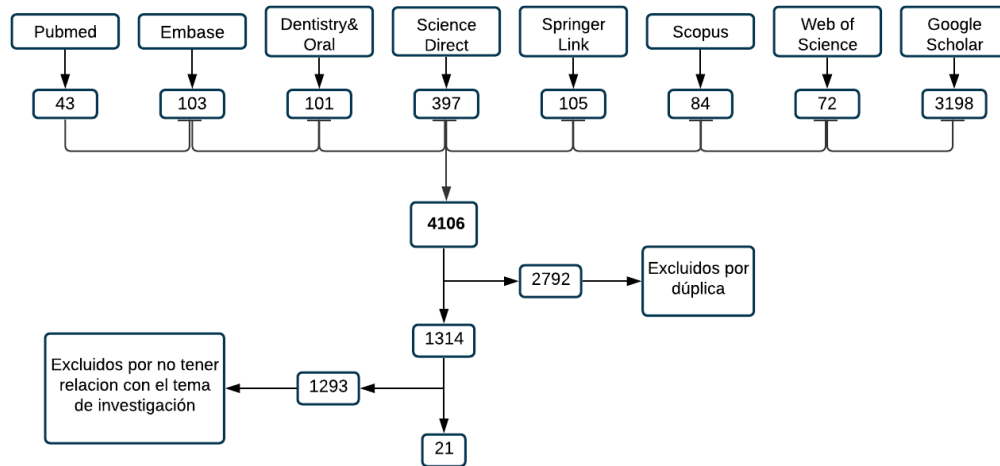 Pubmed
Embase
Dentistry&
Oral
Science
Direct
Springer
Link
Scopus
Web of
Science
Google
Scholar
43
103
101
397
105
84
72
3198
4106
2792
Excluidos por
dúplica
1314
Excluidos por no tener
relacion con el tema
de investigación
1293
21